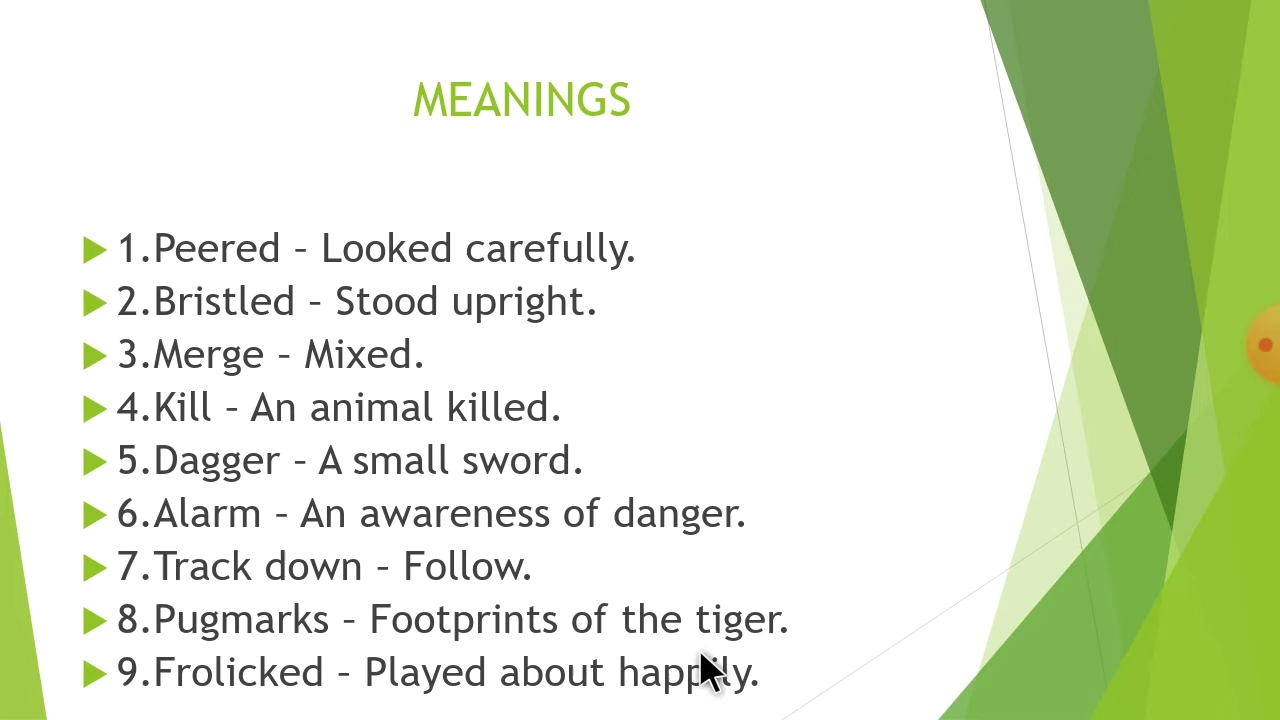 MEANINGS
1.Peered – Looked carefully.
2.Bristled – Stood upright.
3.Merge – Mixed.
4.Kill – An animal killed.
5.Dagger – A small sword.
6.Alarm – An awareness of danger.
7.Track down – Follow.
8.Pugmarks – Footprints of the tiger.
9.Frolicked – Played about happily.